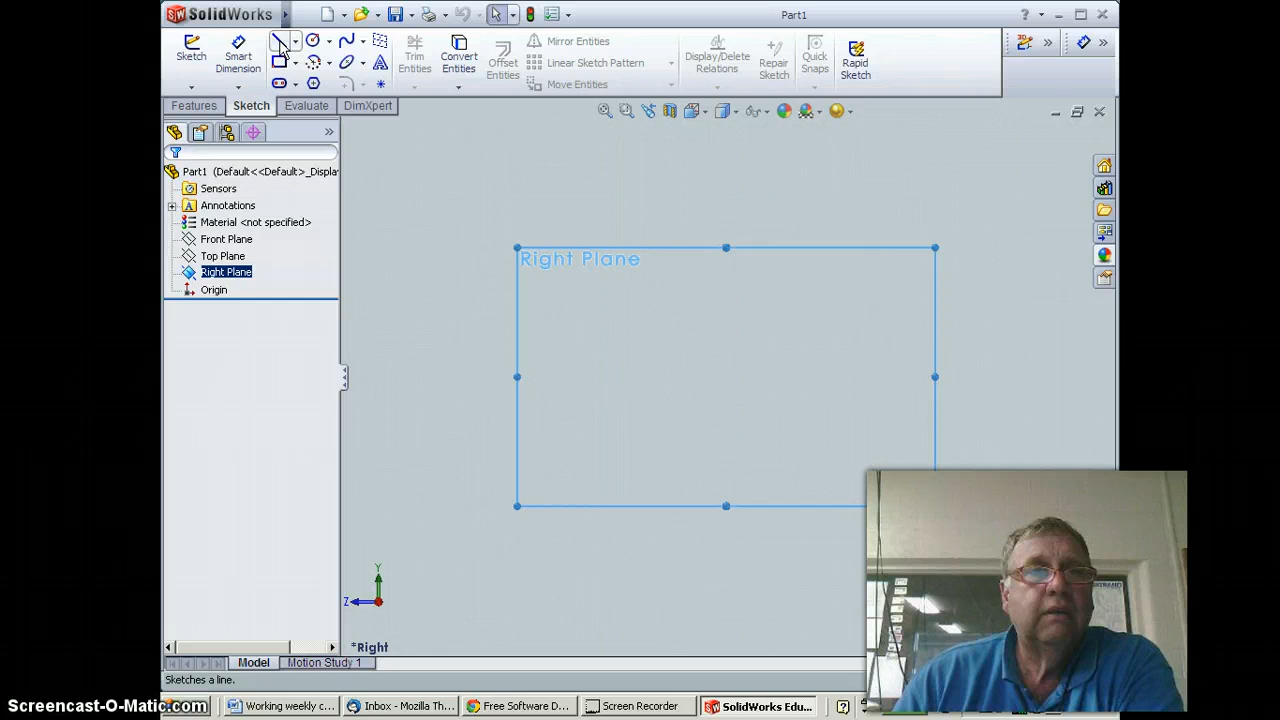 SolidWorks
Part1
Sketch
Smart Dimension
Trim Entities
Convert Entities
Offset Entities
Mirror Entities
Linear Sketch Pattern
Move Entities
Display/Delete Relations
Repair Sketch
Quick Snaps
Rapid Sketch
Features Sketch Evaluate DimXpert
Part1 (Default<<Default>_Displa
Sensors
Annotations
Material <not specified>
Front Plane
Top Plane
Right Plane
Origin
Right Plane
Y
Z
*Right
Model Motion Study 1
Sketches a line.
Screencast-O-Matic.com
Working weekly c...
Inbox - Mozilla Th...
Free Software D...
Screen Recorder
SolidWorks Edu...